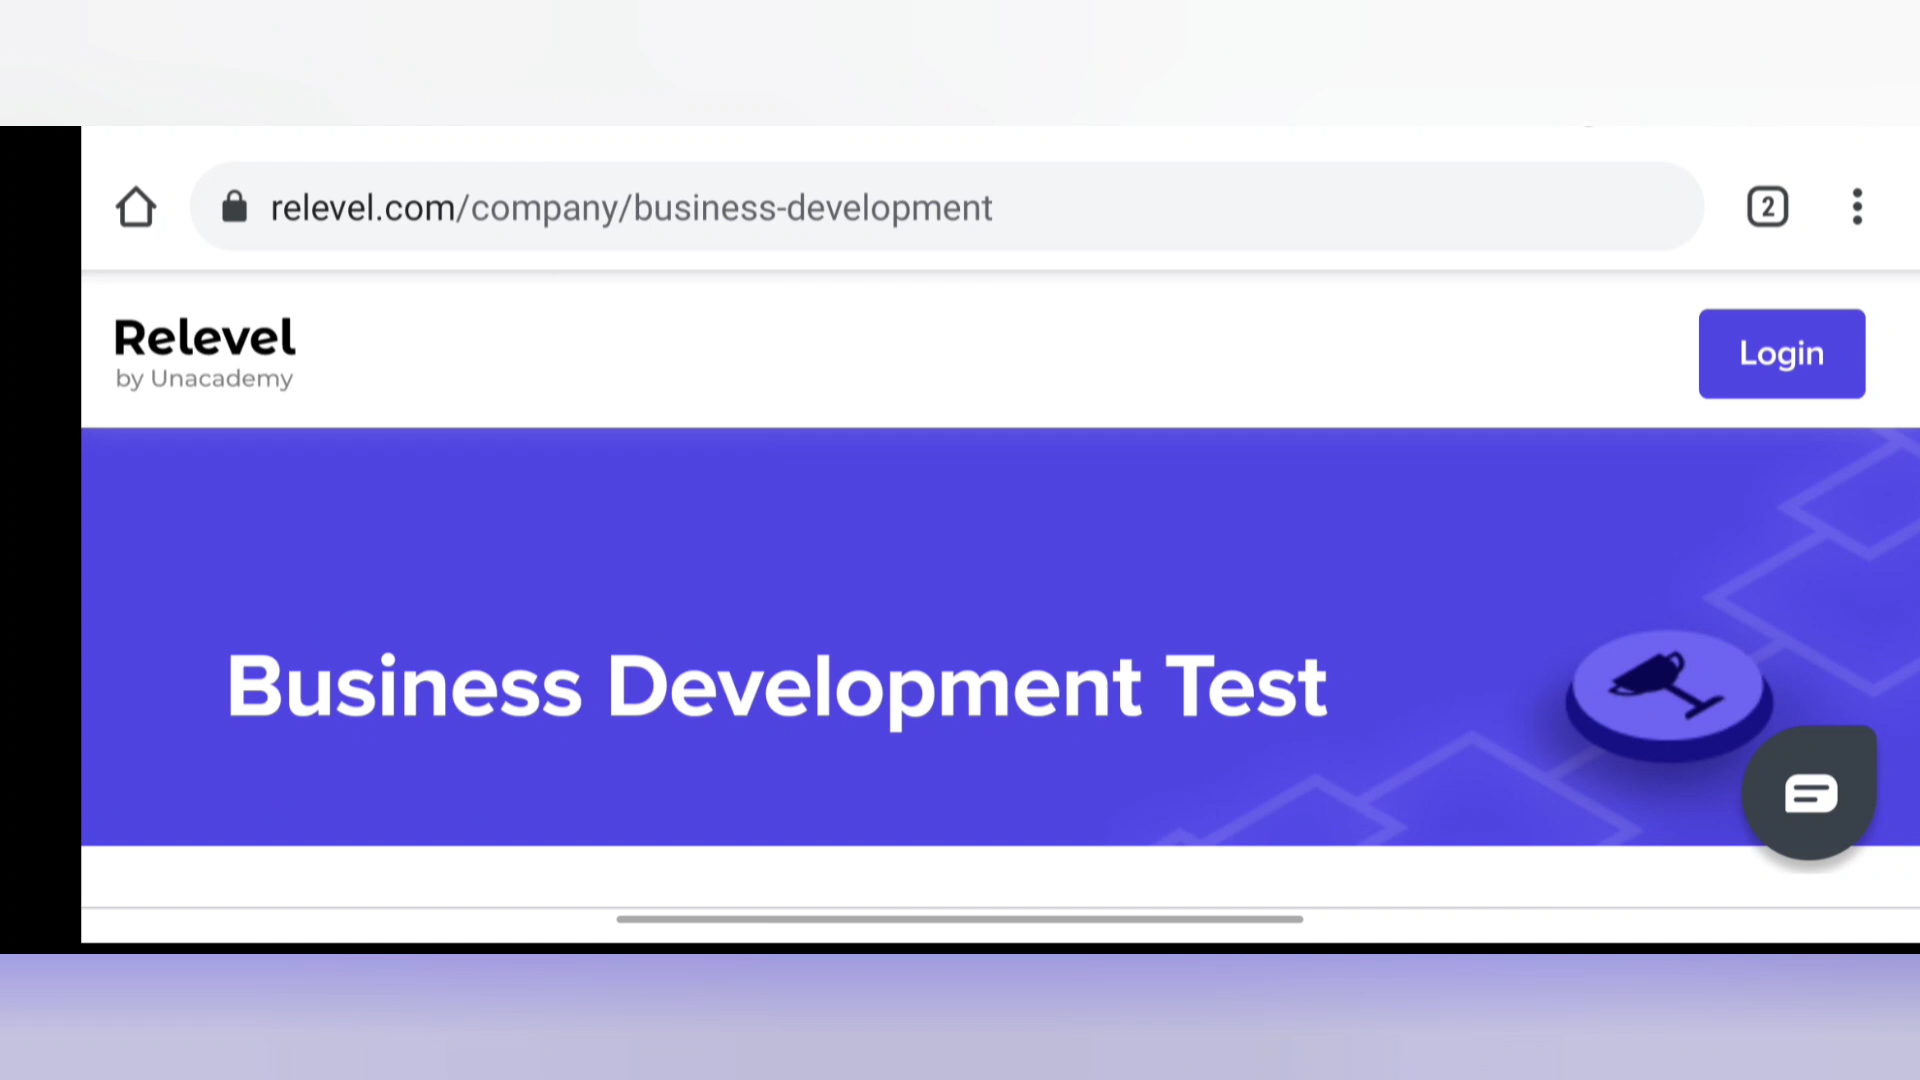 relevel.com/company/business-development
2
Relevel
by Unacademy
Login
Business Development Test